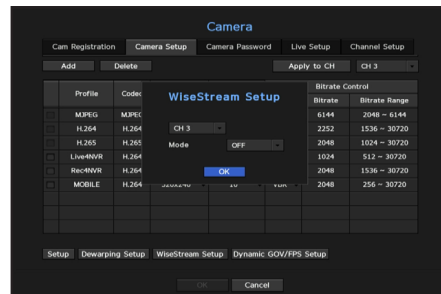 Camera
Cam Registration Camera Setup Camera Password Live Setup Channel Setup
Add Delete Apply to CH CH 3
Profile Codec Bitrate Control
Bitrate Bitrate Range
WiseStream Setup
CH 3
Mode OFF
OK
MJPEG MJPEG 6144 2048 ~ 6144
H.264 H.264 2252 1536 ~ 30720
H.265 H.265 2048 1024 ~ 30720
Live4NVR H.264 1024 512 ~ 30720
Rec4NVR H.264 2048 1536 ~ 30720
MOBILE H.264 320x240 10 VBR 2048 256 ~ 30720
Setup Dewarping Setup WiseStream Setup Dynamic GOV/FPS Setup
OK Cancel